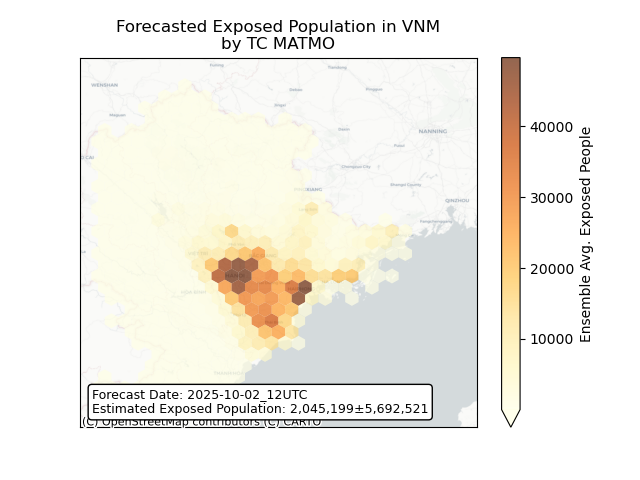 Forecasted Exposed Population in VNM
by TC MATMO
WENSHAN
NANNING
QINZHOU
40000
30000
20000
10000
Ensemble Avg. Exposed People
Forecast Date: 2025-10-02_12UTC
Estimated Exposed Population: 2,045,199±5,692,521
(C) OpenStreetMap contributors (C) CARTO